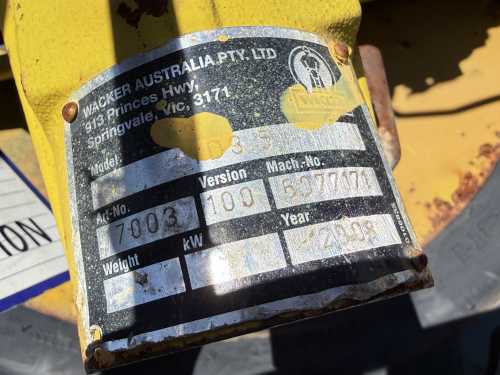 WACKER AUSTRALIA PTY. LTD
913 Princes Hwy,
Springvale, Vic, 3171
Model
Art-No. Version Mach.-No.
7003 100 5077171
Weight kW Year
ION